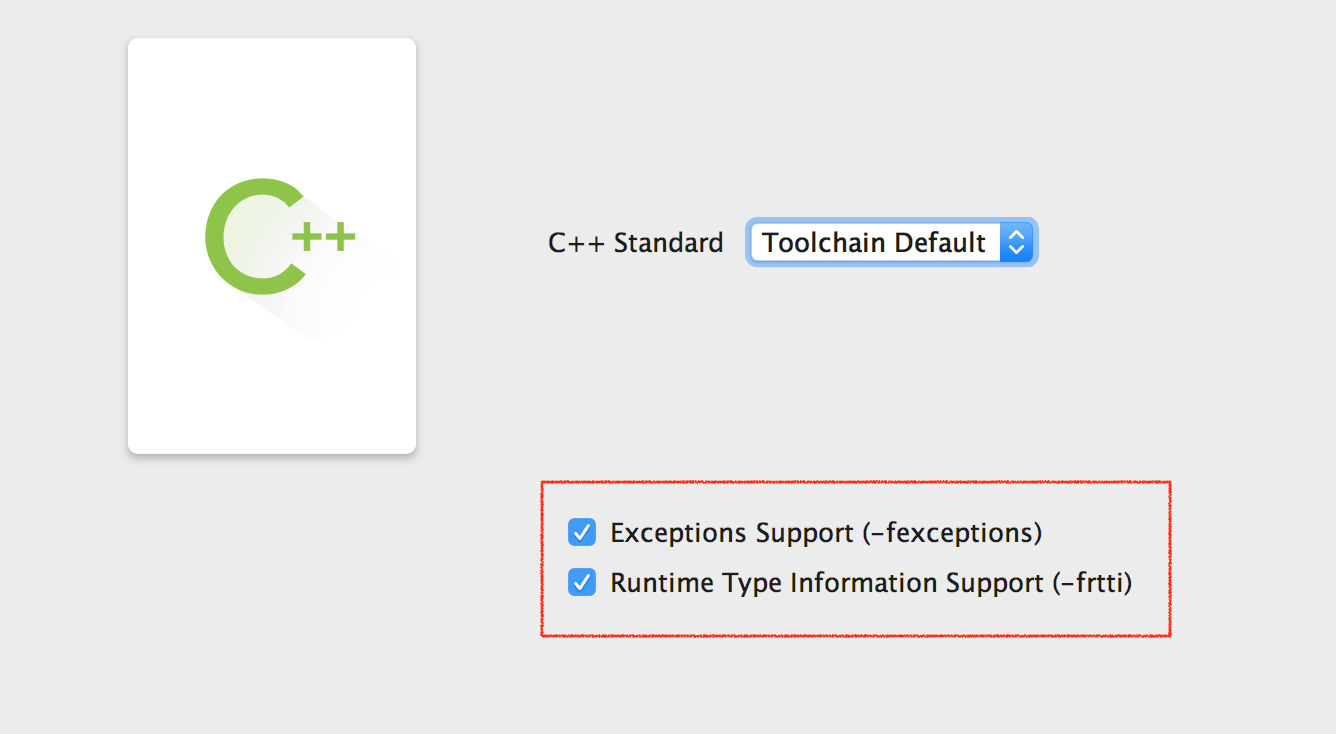 C++
C++ Standard
Toolchain Default
Exceptions Support (-fexceptions)
Runtime Type Information Support (-frtti)